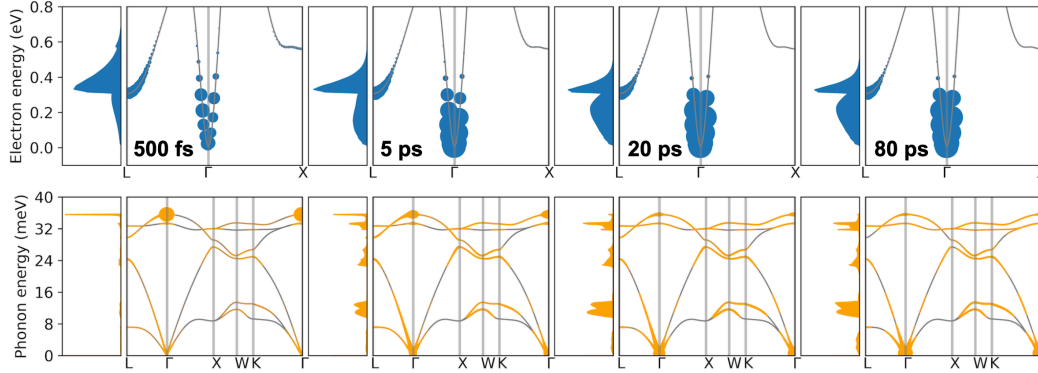 Electron energy (eV)
0.8
0.6
0.4
0.2
0.0
500 fs
5 ps
20 ps
80 ps
L Γ X
L Γ X
L Γ X
L Γ
Phonon energy (meV)
40
32
24
16
8
0
L Γ X W K Γ
L Γ X W K Γ
L Γ X W K Γ
L Γ X W K Γ